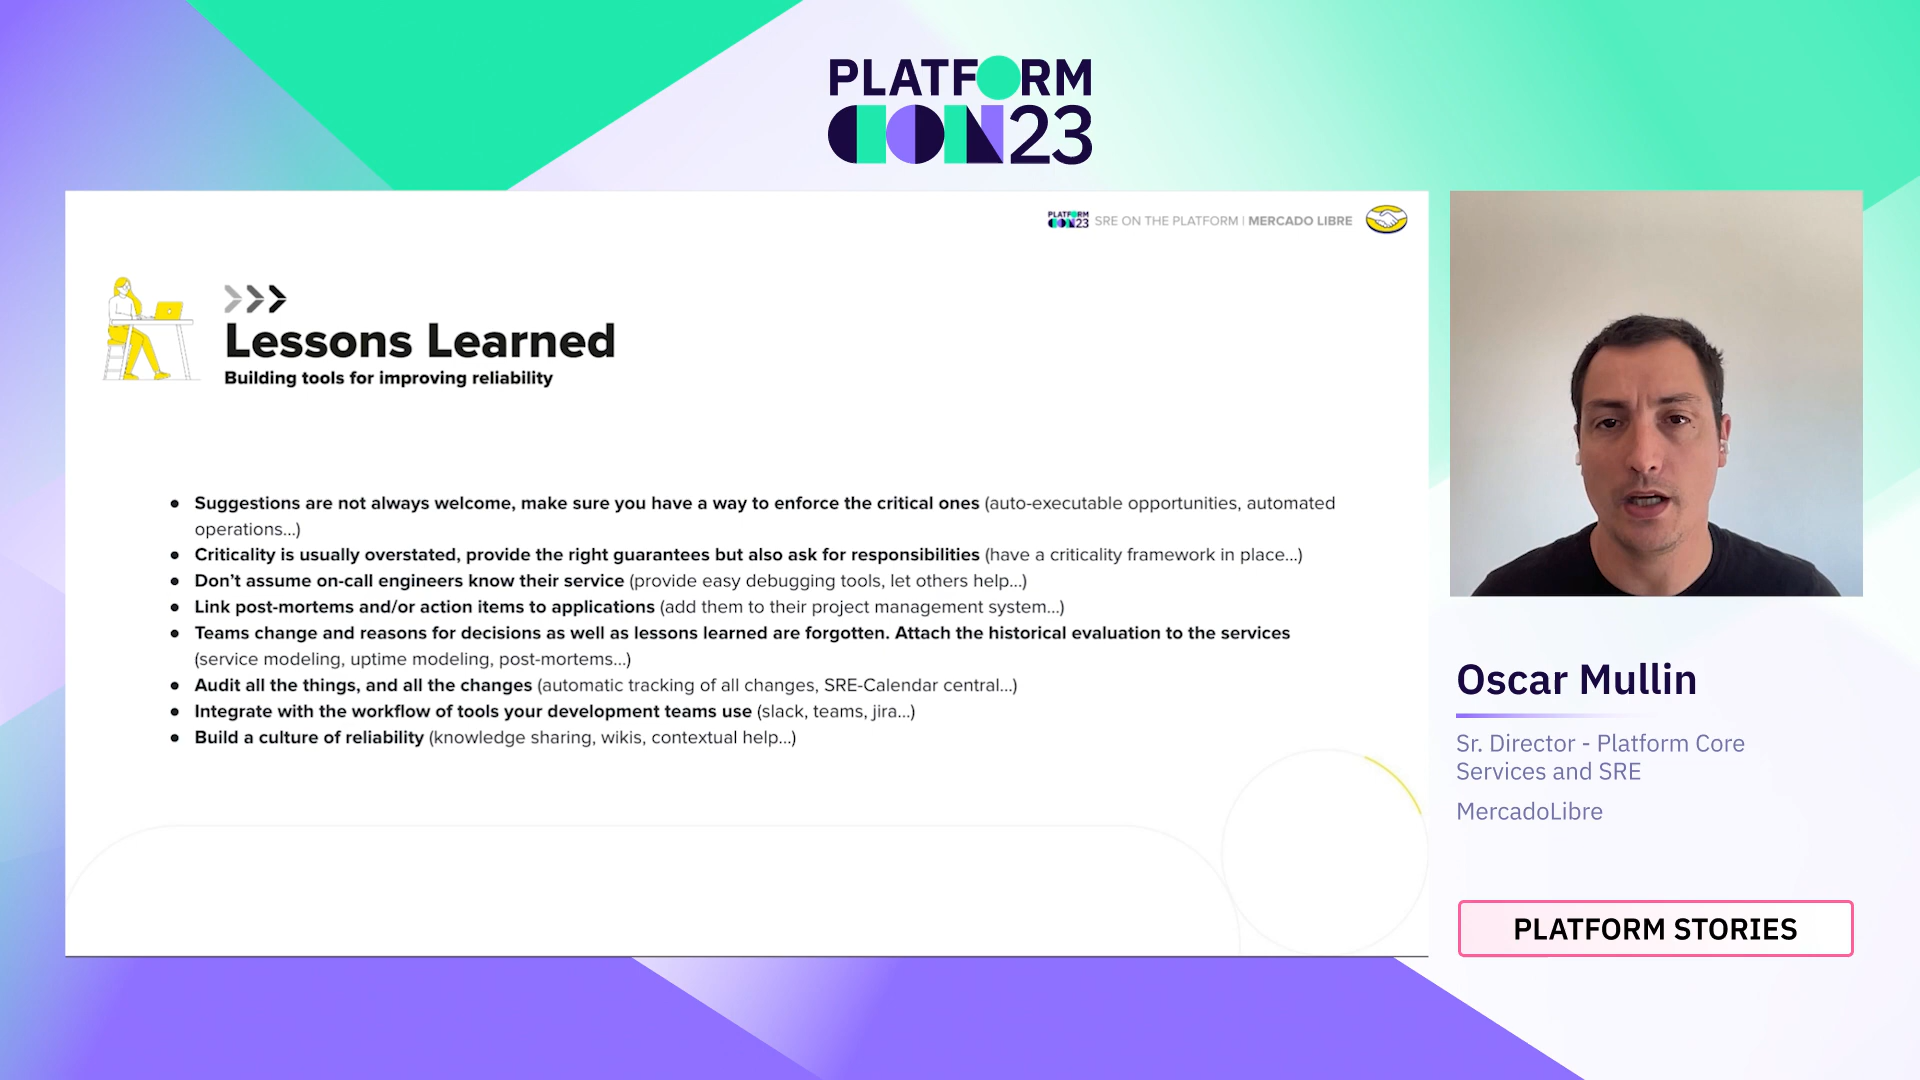 PLATFORM
CON23
PLATFORM
CON23
SRE ON THE PLATFORM | MERCADO LIBRE
Lessons Learned
Building tools for improving reliability
● Suggestions are not always welcome, make sure you have a way to enforce the critical ones (auto-executable opportunities, automated
operations...)
● Criticality is usually overstated, provide the right guarantees but also ask for responsibilities (have a criticality framework in place...)
● Don’t assume on-call engineers know their service (provide easy debugging tools, let others help...)
● Link post-mortems and/or action items to applications (add them to their project management system...)
● Teams change and reasons for decisions as well as lessons learned are forgotten. Attach the historical evaluation to the services
(service modeling, uptime modeling, post-mortems...)
● Audit all the things, and all the changes (automatic tracking of all changes, SRE-Calendar central...)
● Integrate with the workflow of tools your development teams use (slack, teams, jira...)
● Build a culture of reliability (knowledge sharing, wikis, contextual help...)
Oscar Mullin
Sr. Director - Platform Core
Services and SRE
MercadoLibre
PLATFORM STORIES